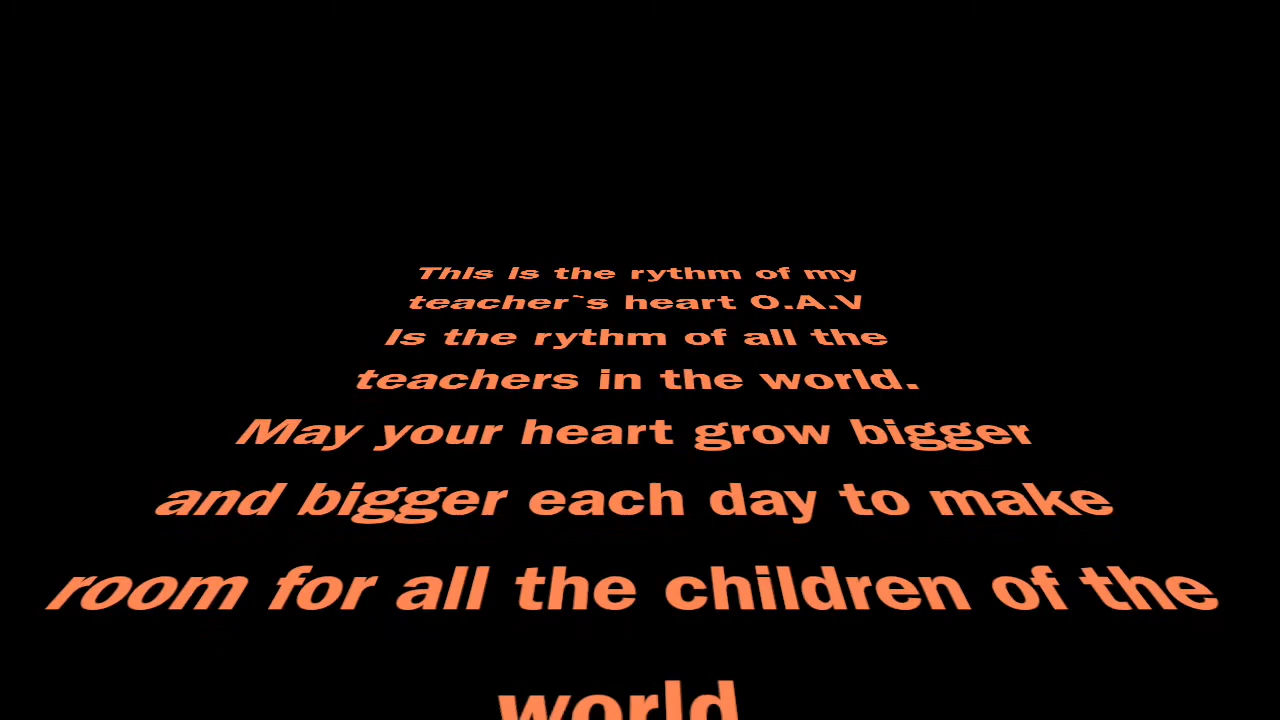 This is the rythm of my
teacher`s heart O.A.V
Is the rythm of all the
teachers in the world.
May your heart grow bigger
and bigger each day to make
room for all the children of the
world